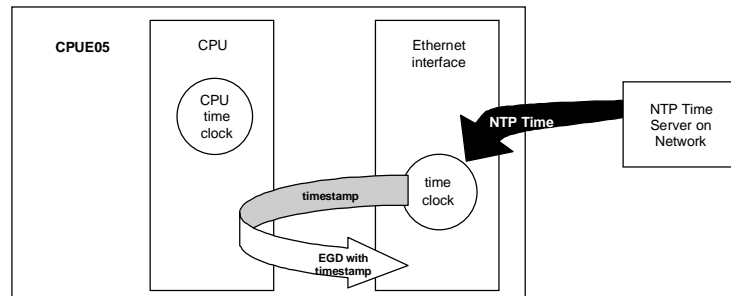 CPUE05
CPU
Ethernet
interface
CPU
time
clock
NTP Time
NTP Time
Server on
Network
timestamp
time
clock
EGD with
timestamp